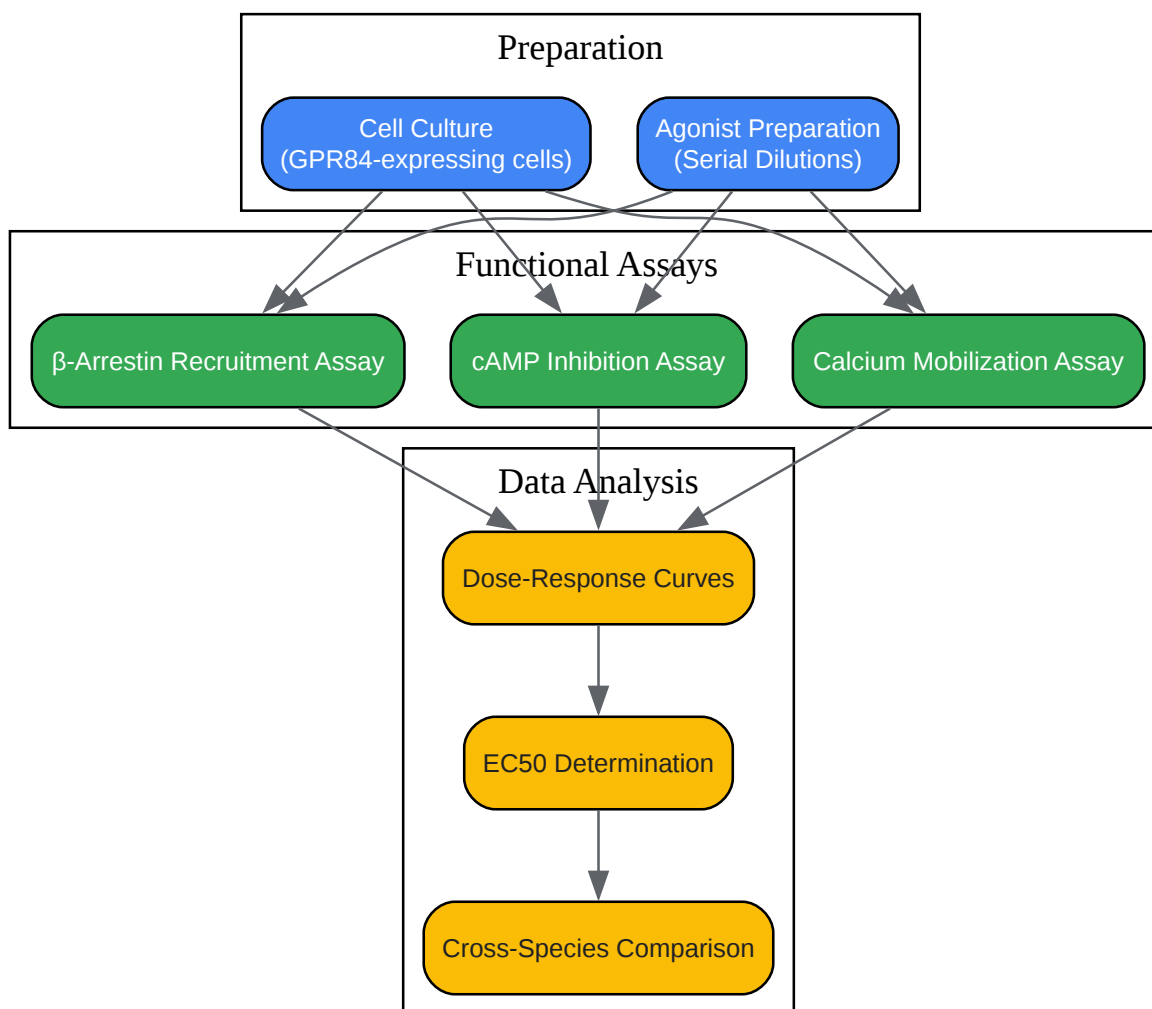 Preparation
Cell Culture
(GPR84-expressing cells)
Agonist Preparation
(Serial Dilutions)
Functional Assays
β-Arrestin Recruitment Assay
cAMP Inhibition Assay
Calcium Mobilization Assay
Data Analysis
Dose-Response Curves
EC50 Determination
Cross-Species Comparison